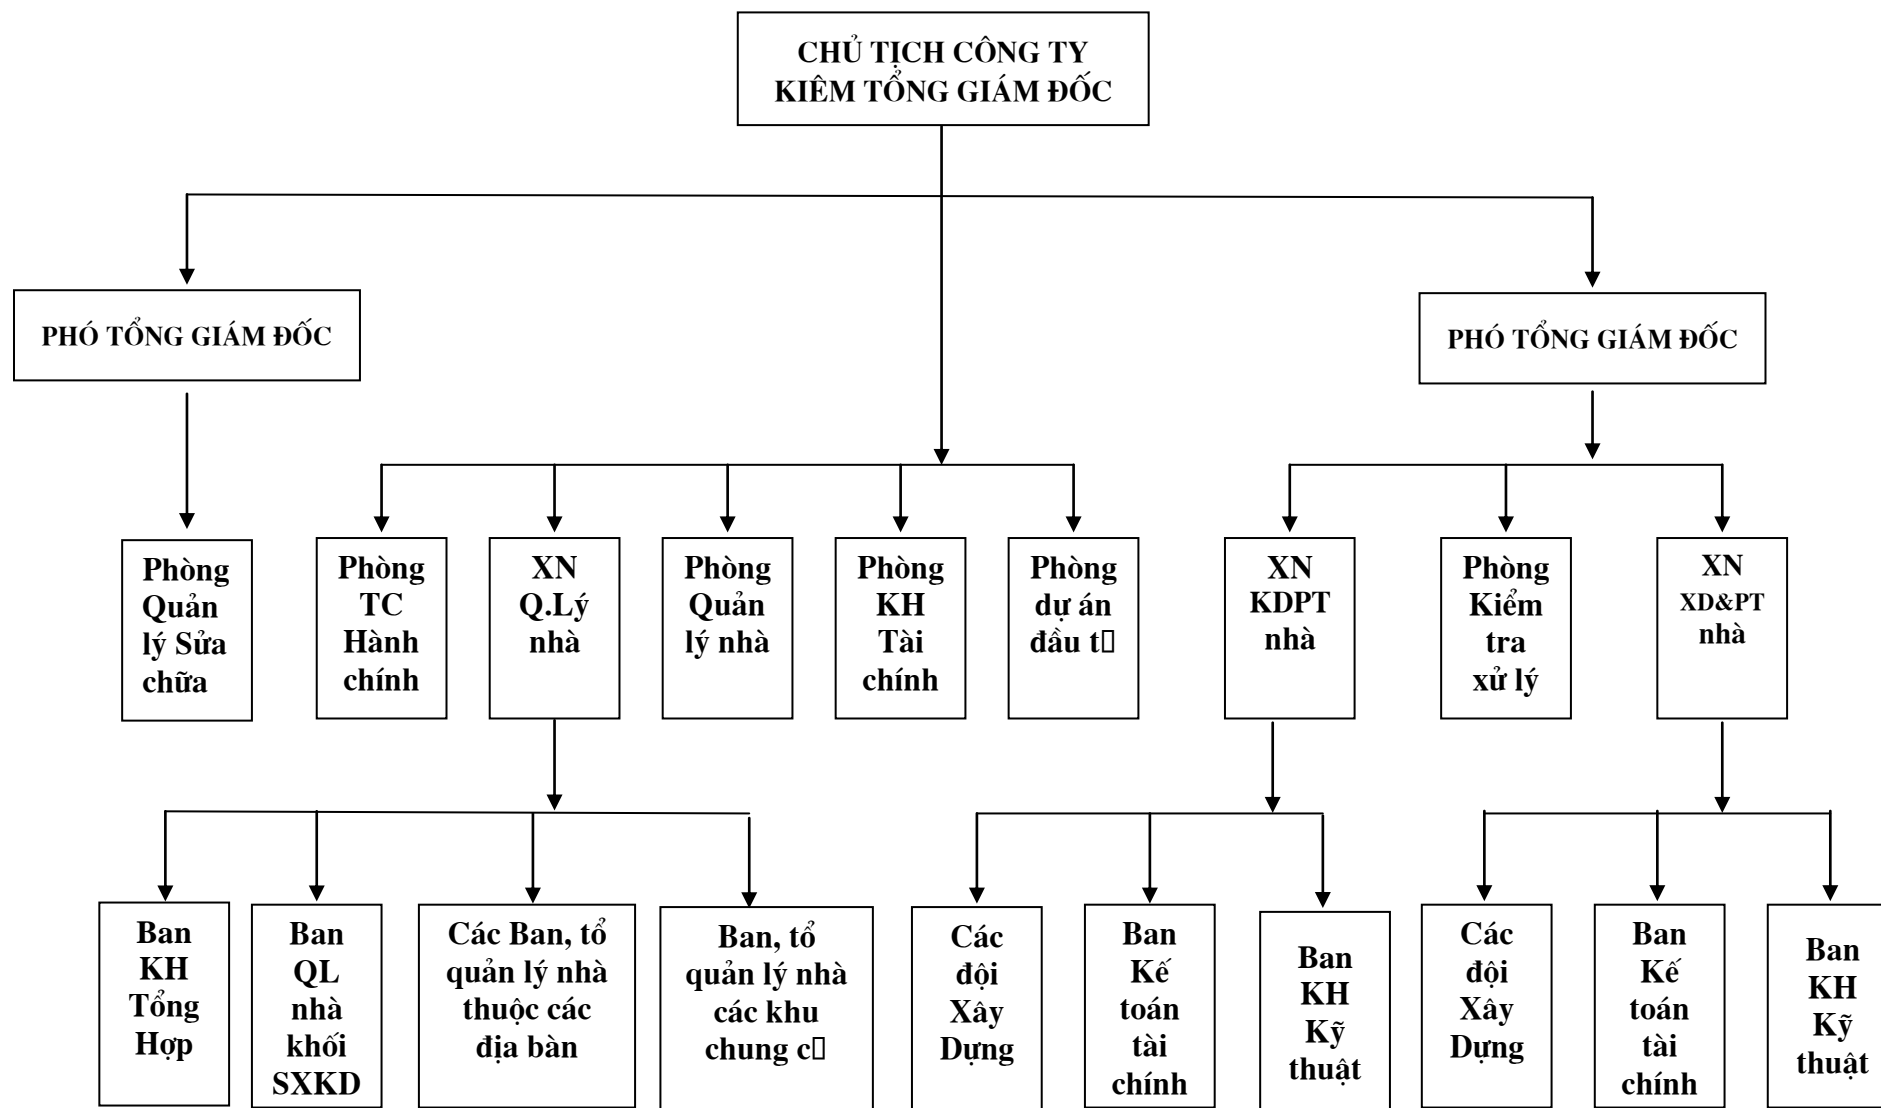 CHỦ TỊCH CÔNG TY
KIÊM TỔNG GIÁM ĐỐC
PHÓ TỔNG GIÁM ĐỐC
PHÓ TỔNG GIÁM ĐỐC
Phòng
Quản
lý Sửa
chữa
Phòng
TC
Hành
chính
XN
Q.Lý
nhà
Phòng
Quản
lý nhà
Phòng
KH
Tài
chính
Phòng
dự án
đầu t
XN
KDPT
nhà
Phòng
Kiểm
tra
xử lý
XN
XD&PT
nhà
Ban
KH
Tổng
Hợp
Ban
QL
nhà
khối
SXKD
Các Ban, tổ
quản lý nhà
thuộc các
địa bàn
Ban, tổ
quản lý nhà
các khu
chung c
Các
đội
Xây
Dựng
Ban
Kế
toán
tài
chính
Ban
KH
Kỹ
thuật
Các
đội
Xây
Dựng
Ban
Kế
toán
tài
chính
Ban
KH
Kỹ
thuật